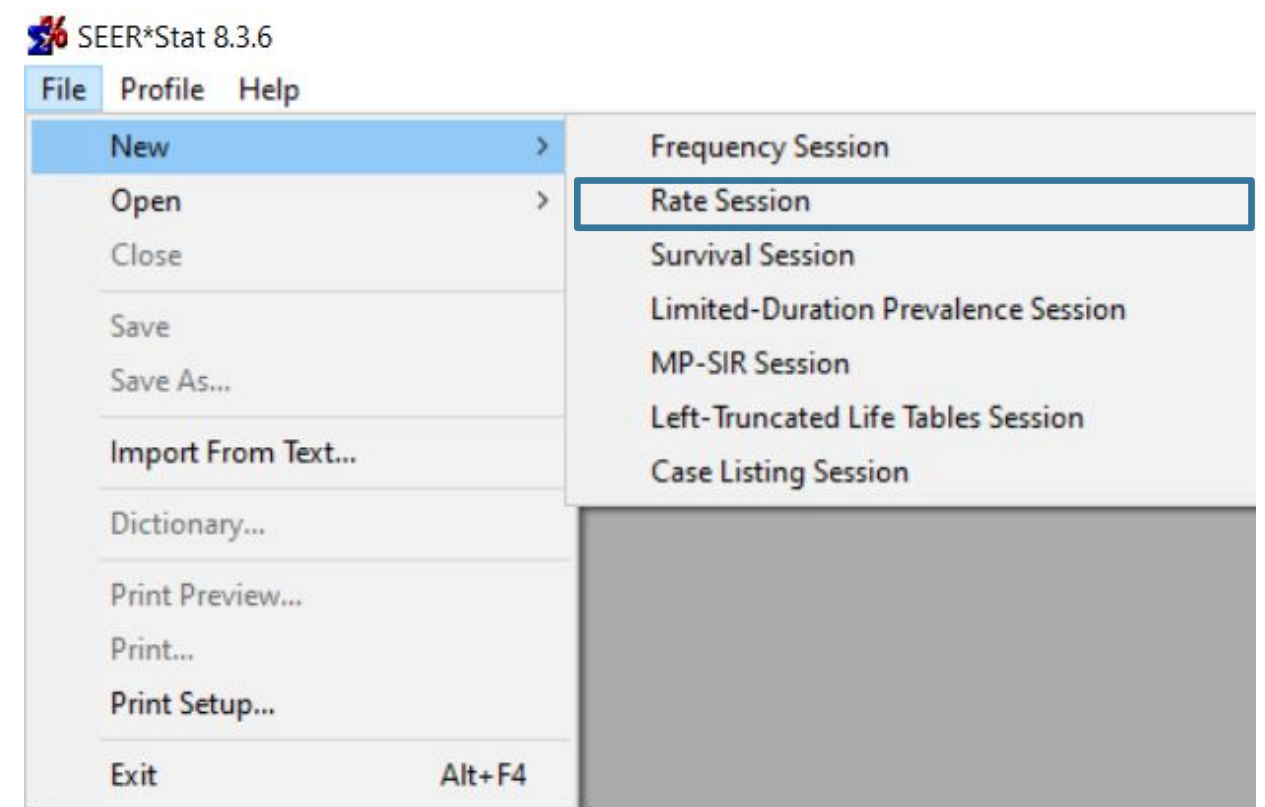 SEER*Stat 8.3.6
File Profile Help
New >
Open >
Close
Save
Save As...
Import From Text...
Dictionary...
Print Preview...
Print...
Print Setup...
Exit Alt+F4
Frequency Session
Rate Session
Survival Session
Limited-Duration Prevalence Session
MP-SIR Session
Left-Truncated Life Tables Session
Case Listing Session